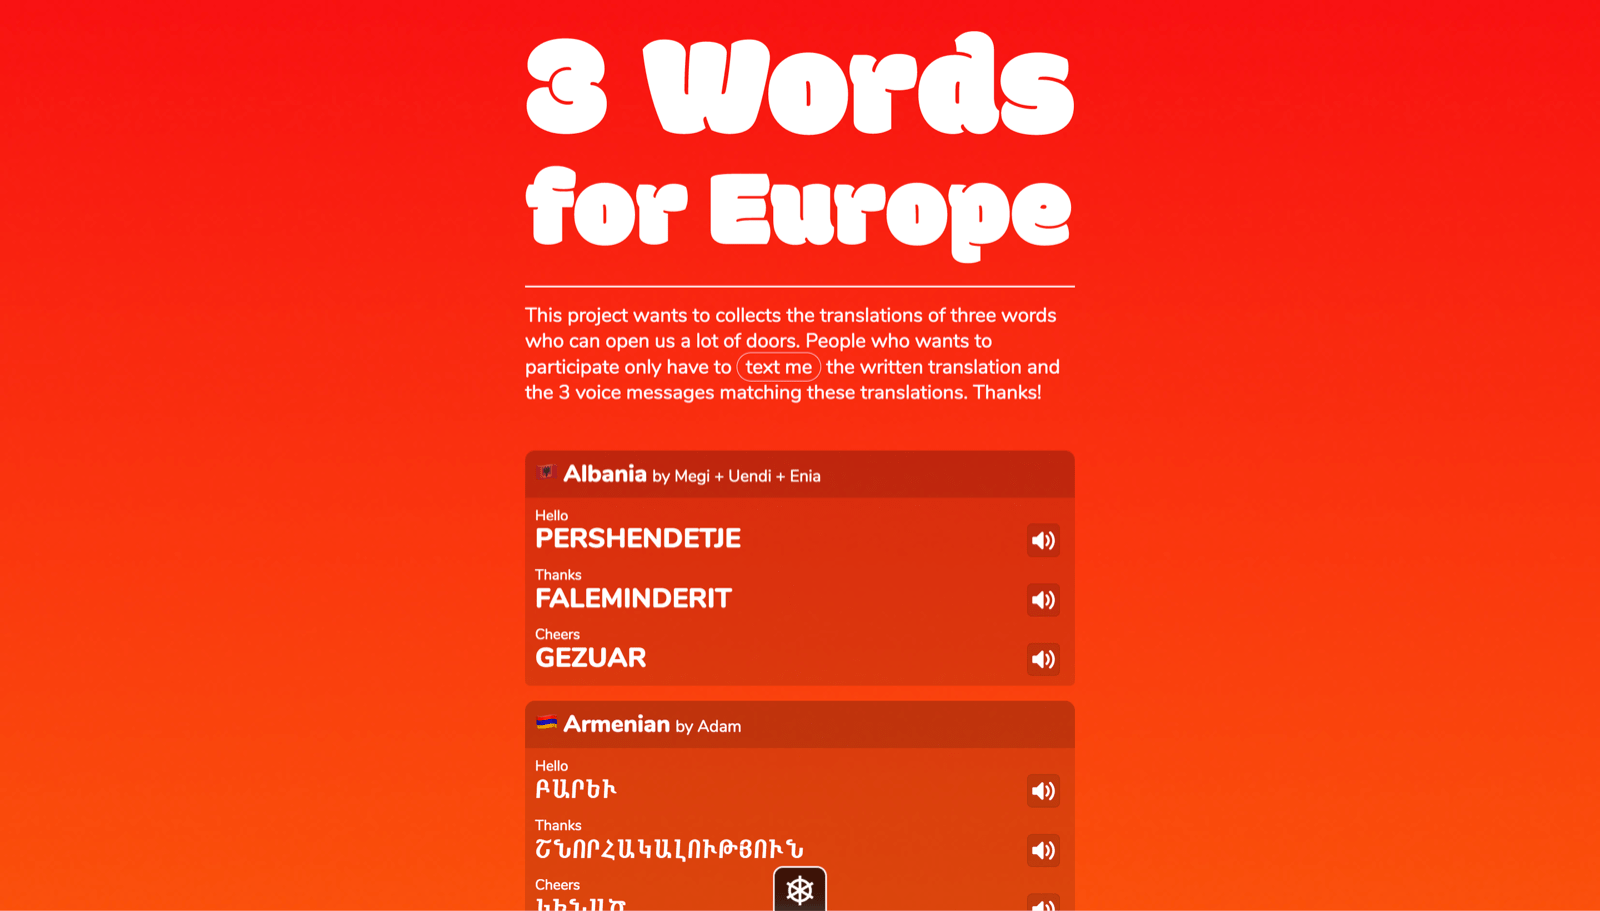 3 Words
for Europe
This project wants to collects the translations of three words
who can open us a lot of doors. People who wants to
participate only have to text me the written translation and
the 3 voice messages matching these translations. Thanks!
Albania by Megi + Uendi + Enia
Hello
PERSHENDETJE
Thanks
FALEMINDERIT
Cheers
GEZUAR
Armenian by Adam
Hello
ԲԱՐԵՒ
Thanks
ՇՆՈՐՀԱԿԱԼՈՒԹՅՈՒՆ
Cheers